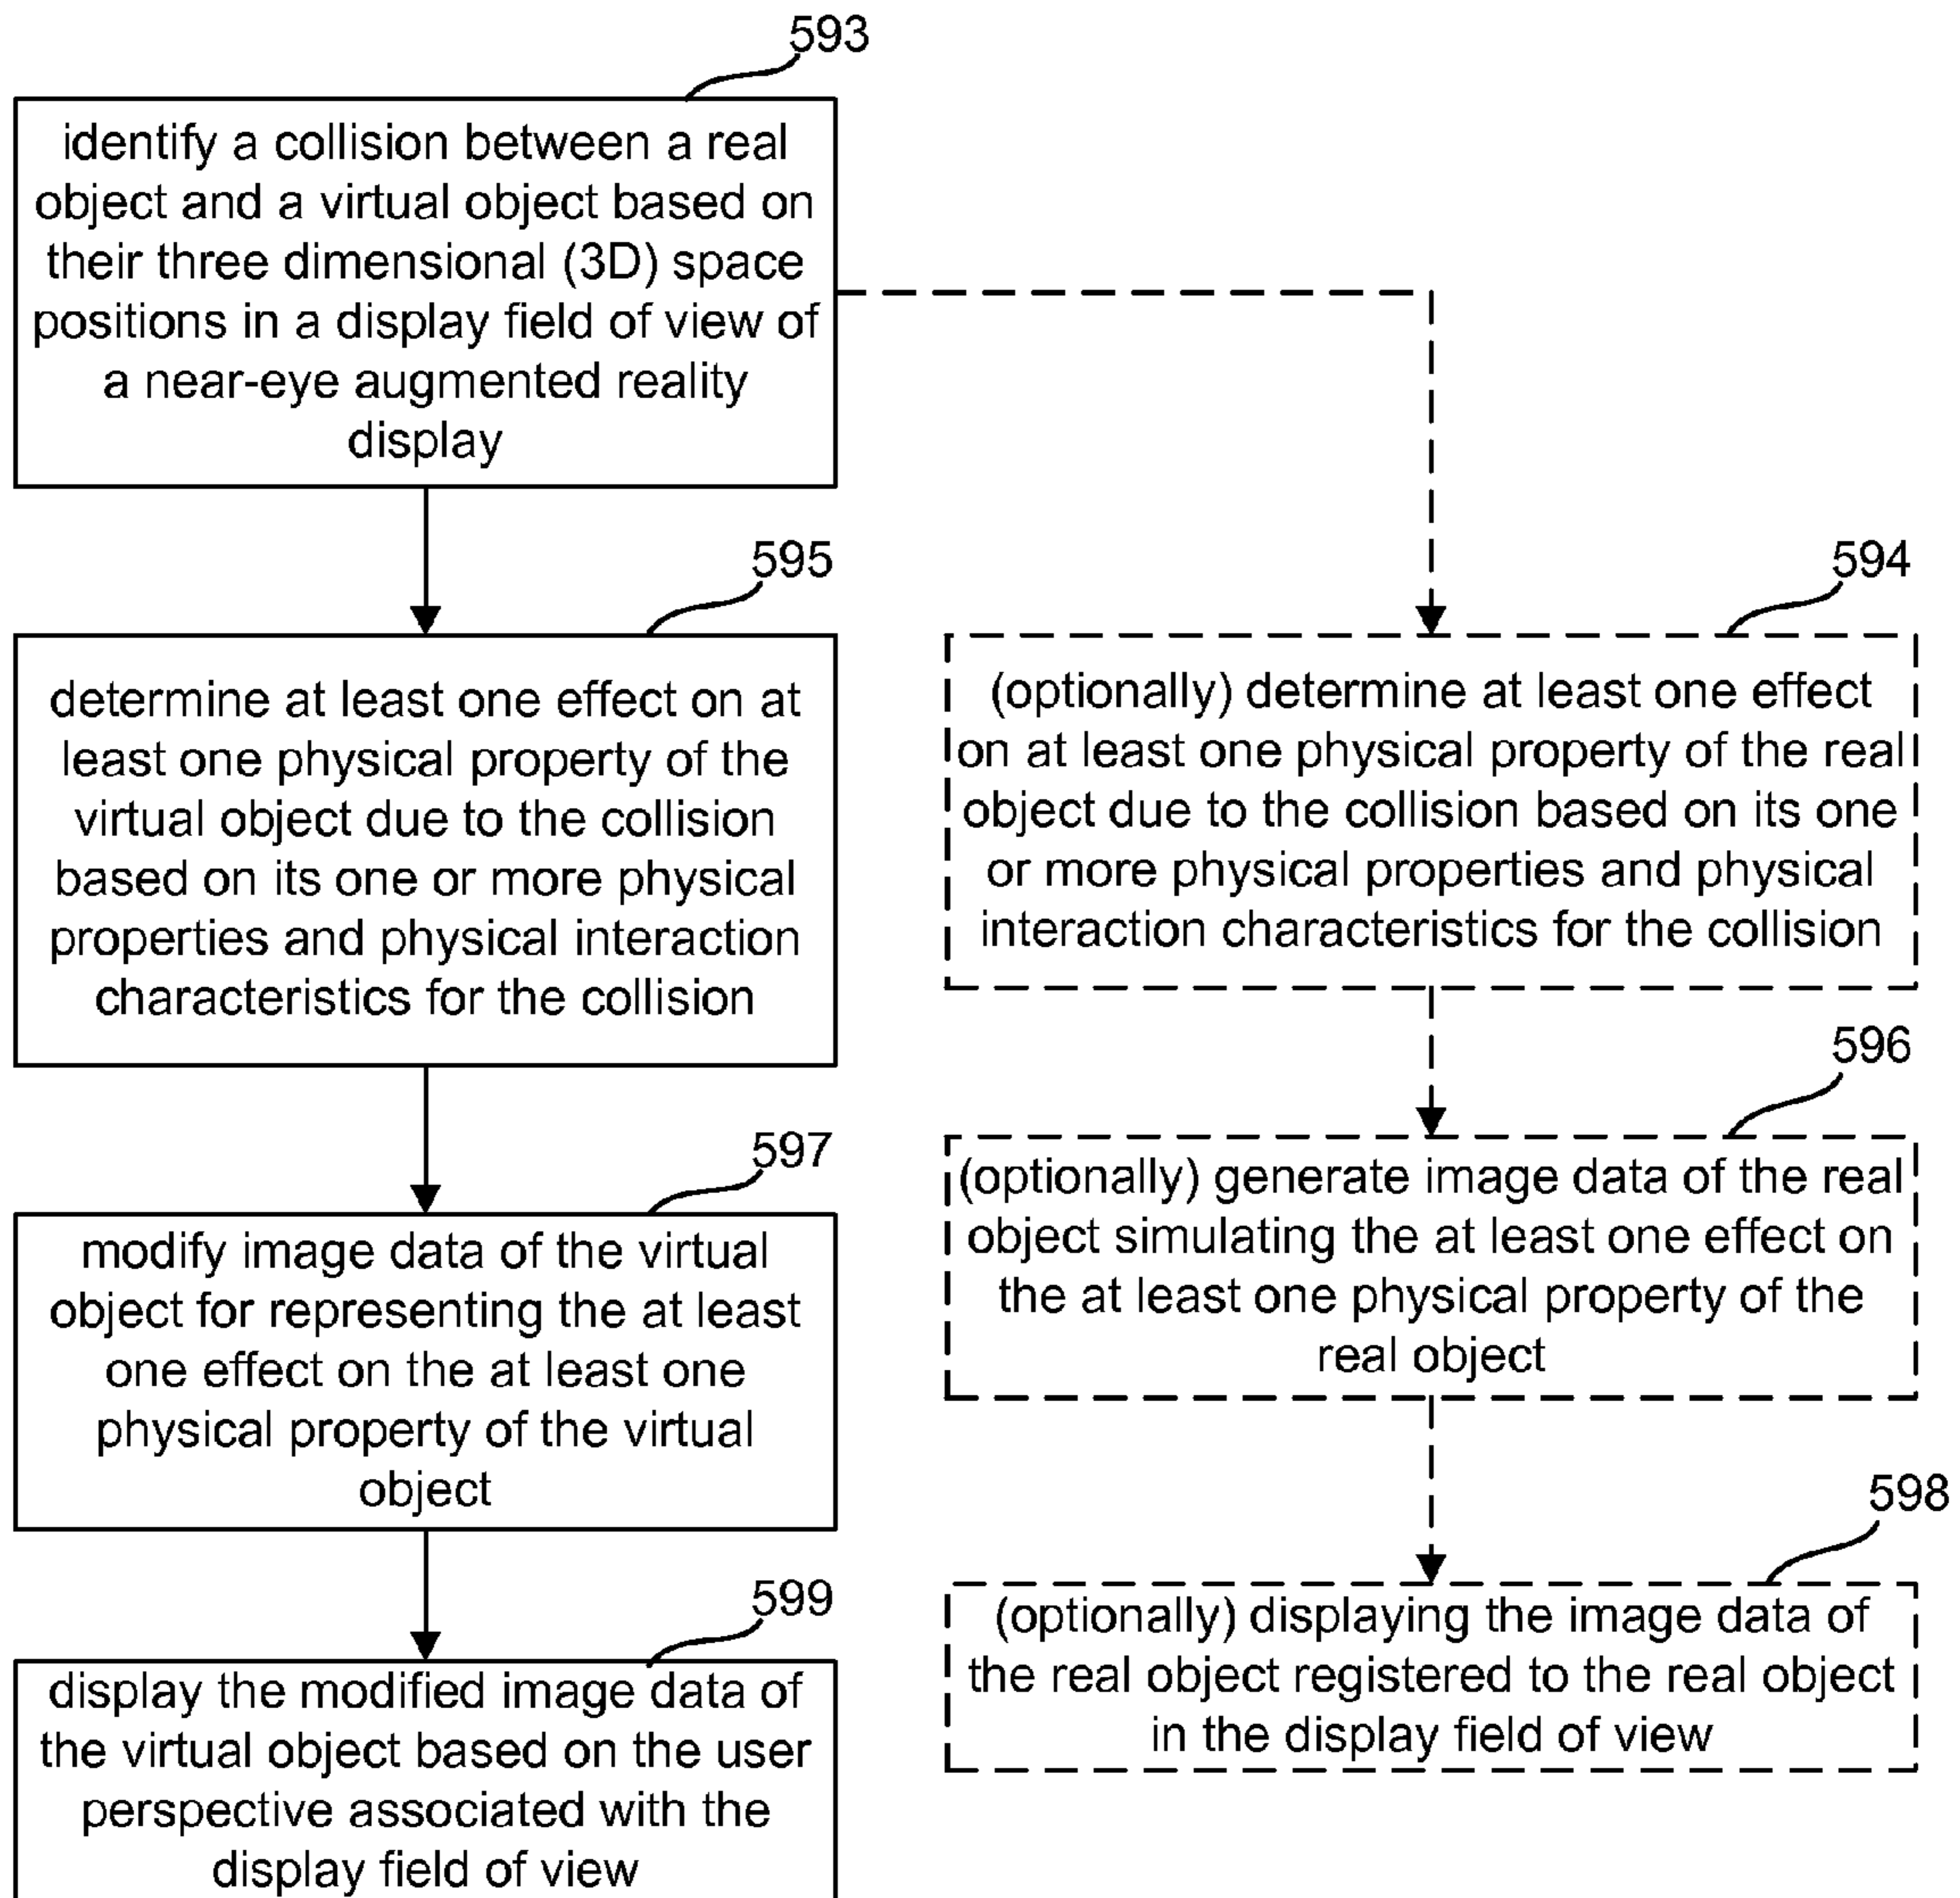 593
identify a collision between a real
object and a virtual object based on
their three dimensional (3D) space
positions in a display field of view of
a near-eye augmented reality
display
595
determine at least one effect on at
least one physical property of the
virtual object due to the collision
based on its one or more physical
properties and physical interaction
characteristics for the collision
597
modify image data of the virtual
object for representing the at least
one effect on the at least one
physical property of the virtual
object
599
display the modified image data of
the virtual object based on the user
perspective associated with the
display field of view
594
(optionally) determine at least one effect
on at least one physical property of the real
object due to the collision based on its one
or more physical properties and physical
interaction characteristics for the collision
596
(optionally) generate image data of the real
object simulating the at least one effect on
the at least one physical property of the
real object
598
(optionally) displaying the image data of
the real object registered to the real object
in the display field of view